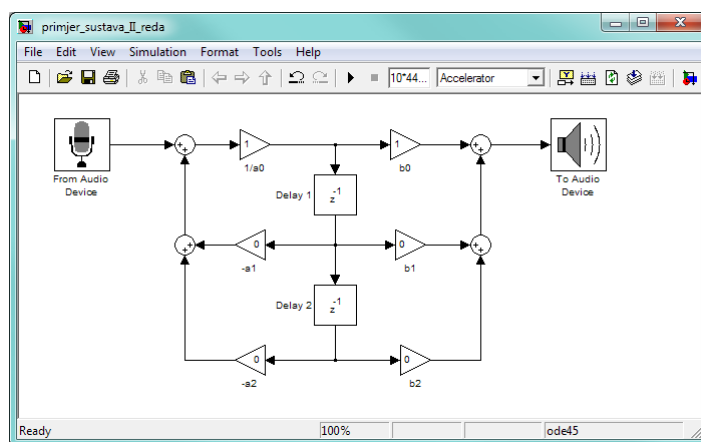 primjer_sustava_II_reda
File Edit View Simulation Format Tools Help
10*44... Accelerator
From Audio
Device
+
+
1
1/a0
1
b0
+
+
To Audio
Device
Delay 1
z-1
+
+
0
-a1
0
b1
+
+
Delay 2
z-1
0
-a2
0
b2
Ready 100% ode45